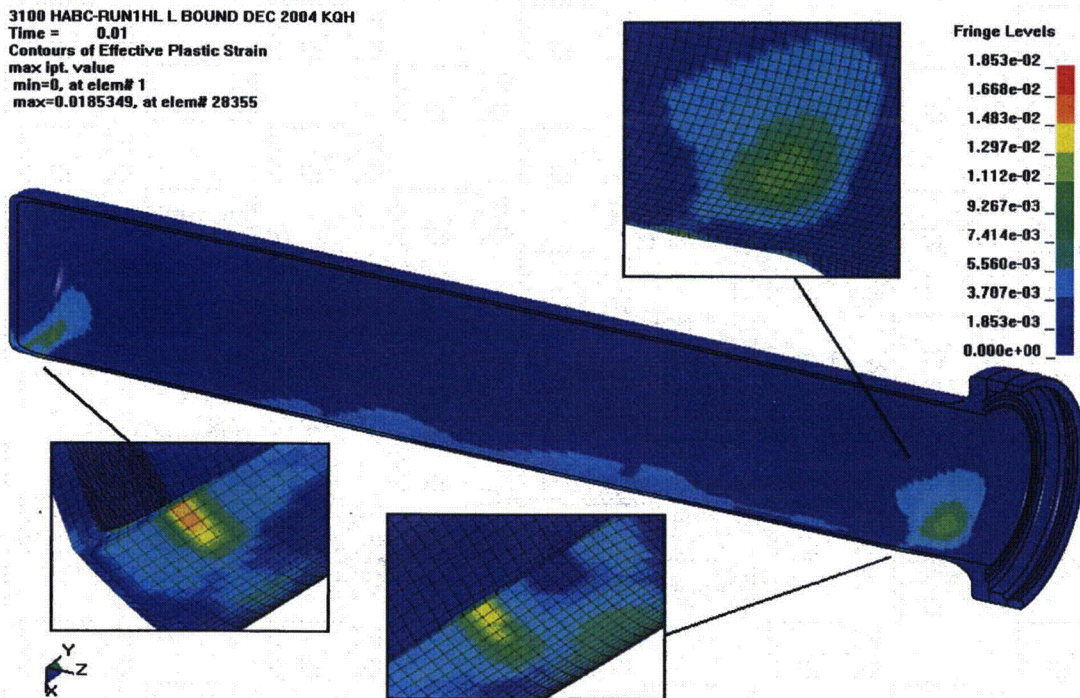 3100 HABC-RUN1HL L BOUND DEC 2004 KQH
Time = 0.01
Contours of Effective Plastic Strain
max ipt. value
min=0, at elem# 1
max=0.0185349, at elem# 28355
Fringe Levels
1.853e-02
1.668e-02
1.483e-02
1.297e-02
1.112e-02
9.267e-03
7.414e-03
5.560e-03
3.707e-03
1.853e-03
0.000e+00
Y
Z
X